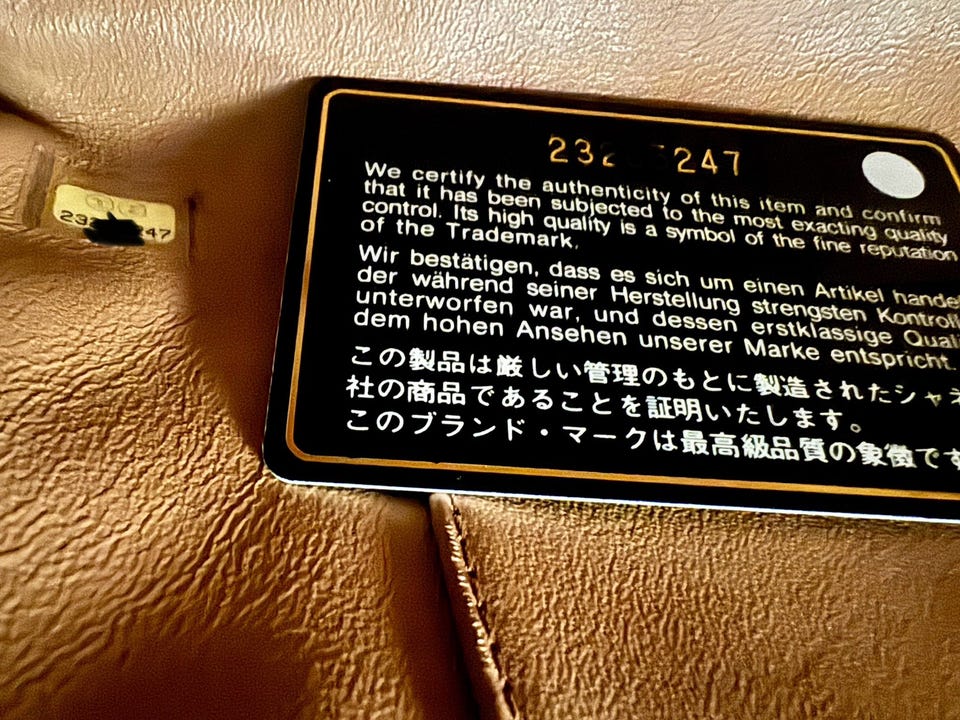 232 247
We certify the authenticity of this item and confirm
that it has been subjected to the most exacting quality
control. Its high quality is a symbol of the fine reputation
of the Trademark.
Wir bestätigen, dass es sich um einen Artikel hande
der während seiner Herstellung strengsten Kontroll
unterworfen war, und dessen erstklassige Quali
dem hohen Ansehen unserer Marke entspricht.
この製品は厳しい管理のもとに製造されたシャネ
社の商品であることを証明いたします。
このブランド・マークは最高級品質の象徴です
23 47